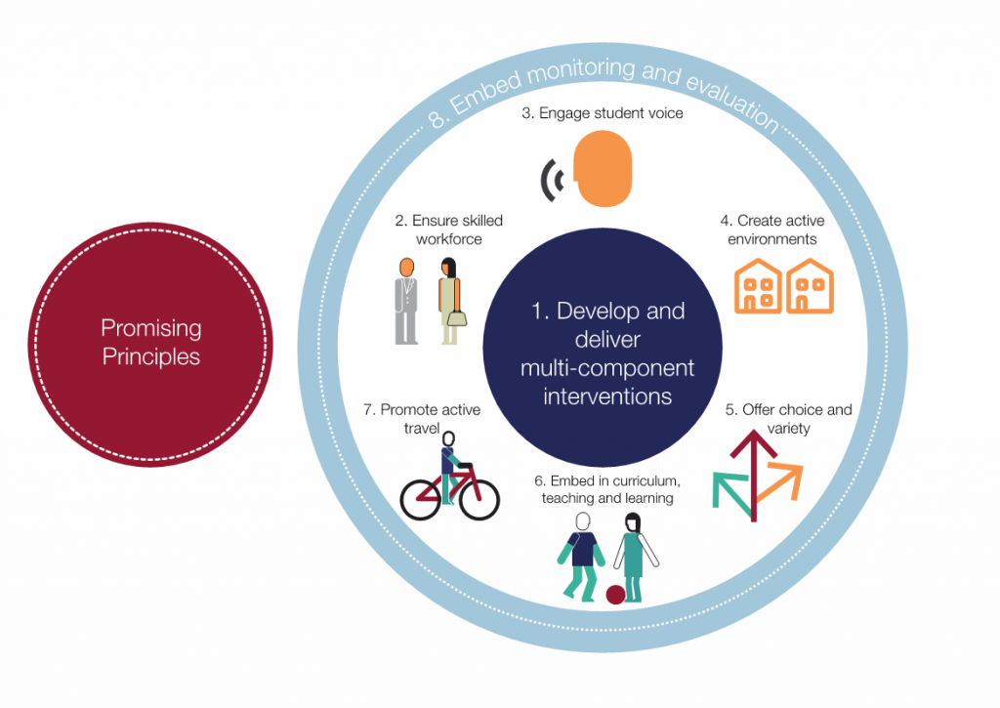 Promising
Principles
8. Embed monitoring and evaluation
3. Engage student voice
2. Ensure skilled
workforce
4. Create active
environments
1. Develop and
deliver
multi-component
interventions
7. Promote active
travel
5. Offer choice and
variety
6. Embed in curriculum,
teaching and learning